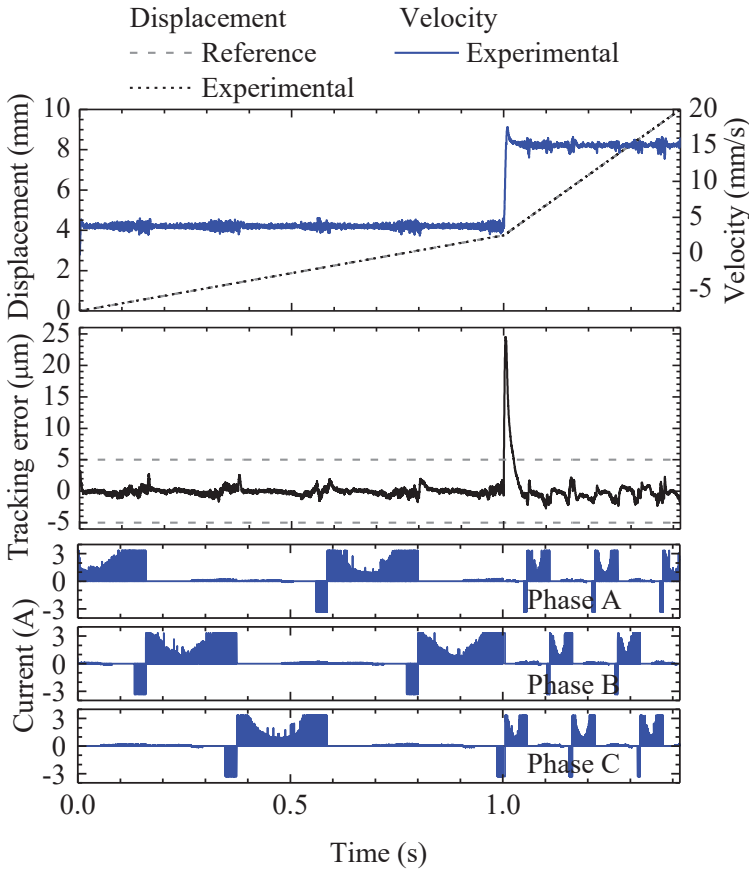 Displacement Velocity
Reference Experimental
Experimental
10
8
6
4
2
0
Displacement (mm)
20
15
10
5
0
-5
Velocity (mm/s)
25
20
15
10
5
0
-5
Tracking error (μm)
3
0
-3
Phase A
3
0
-3
Phase B
3
0
-3
Phase C
Current (A)
0.0 0.5 1.0
Time (s)